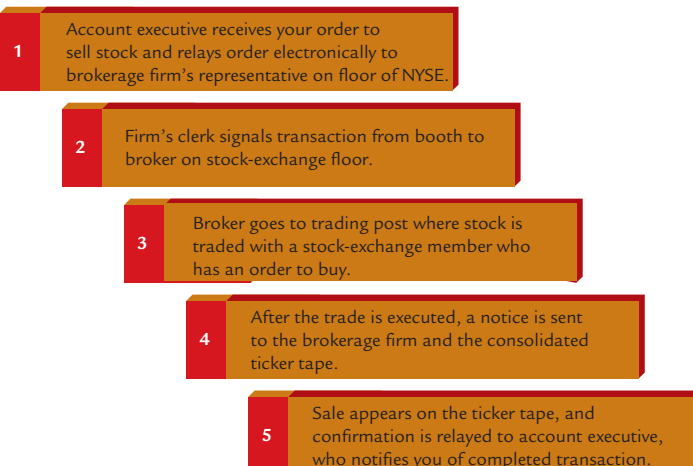 1
Account executive receives your order to
sell stock and relays order electronically to
brokerage firm's representative on floor of NYSE.
2
Firm's clerk signals transaction from booth to
broker on stock-exchange floor.
3
Broker goes to trading post where stock is
traded with a stock-exchange member who
has an order to buy.
4
After the trade is executed, a notice is sent
to the brokerage firm and the consolidated
ticker tape.
5
Sale appears on the ticker tape, and
confirmation is relayed to account executive,
who notifies you of completed transaction.